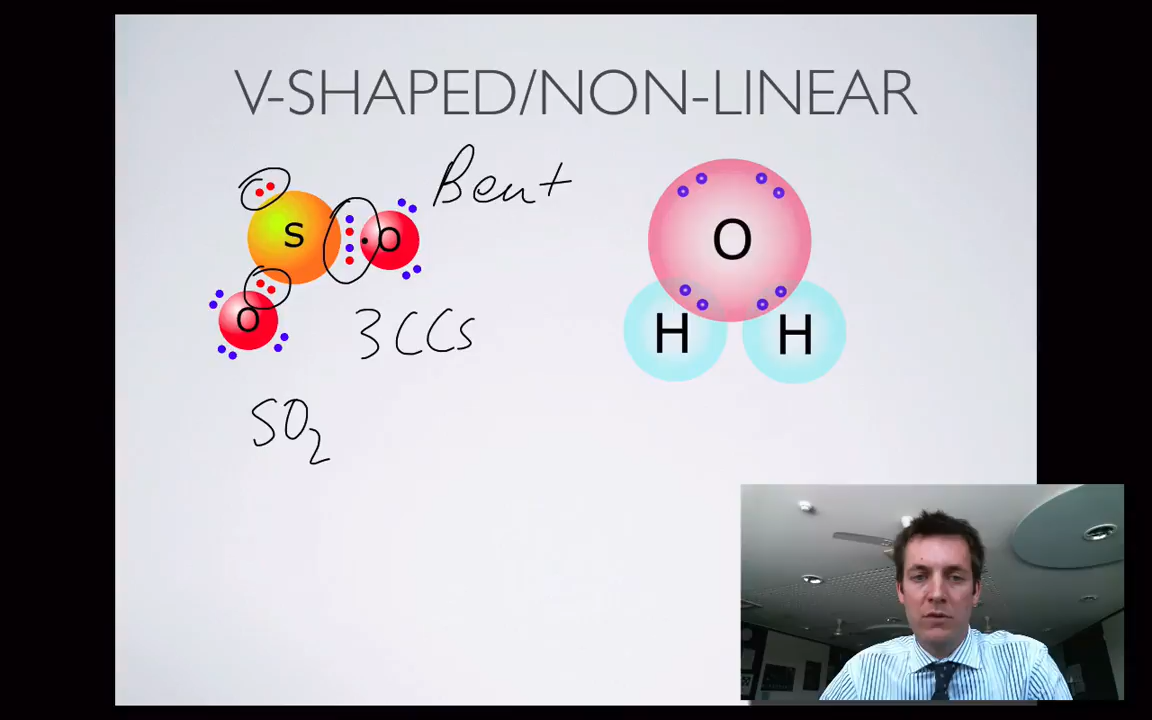 V-SHAPED/NON-LINEAR
Bent
S
O
O
3 CCs
SO₂
O
H
H